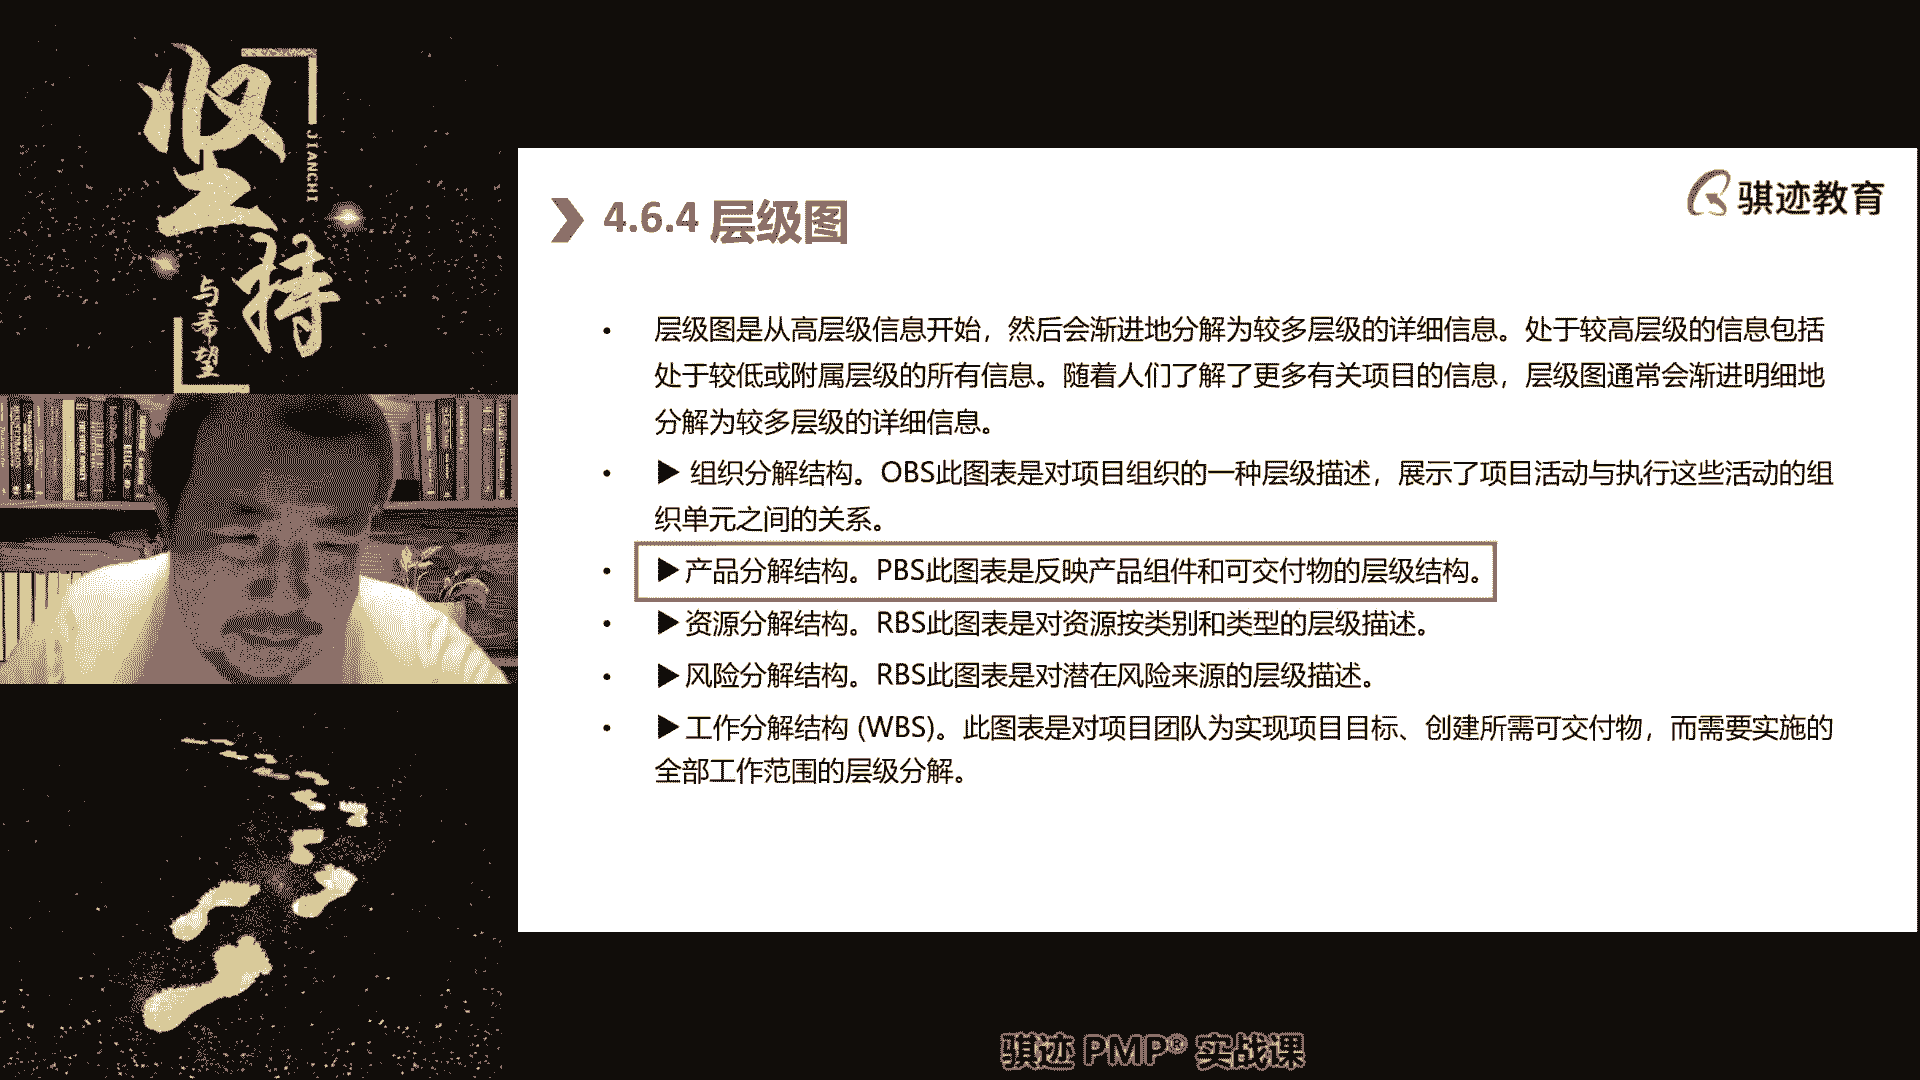 坚持
JIANCHI
与希望
骐迹教育
4.6.4 层级图
• 层级图是从高层级信息开始，然后会渐进地分解为较多层级的详细信息。处于较高层级的信息包括
处于较低或附属层级的所有信息。随着人们了解了更多有关项目的信息，层级图通常会渐进明细地
分解为较多层级的详细信息。
• ▶ 组织分解结构。OBS此图表是对项目组织的一种层级描述，展示了项目活动与执行这些活动的组
织单元之间的关系。
• ▶产品分解结构。PBS此图表是反映产品组件和可交付物的层级结构。
• ▶资源分解结构。RBS此图表是对资源按类别和类型的层级描述。
• ▶风险分解结构。RBS此图表是对潜在风险来源的层级描述。
• ▶工作分解结构 (WBS)。此图表是对项目团队为实现项目目标、创建所需可交付物，而需要实施的
全部工作范围的层级分解。
骐迹 PMP® 实战课